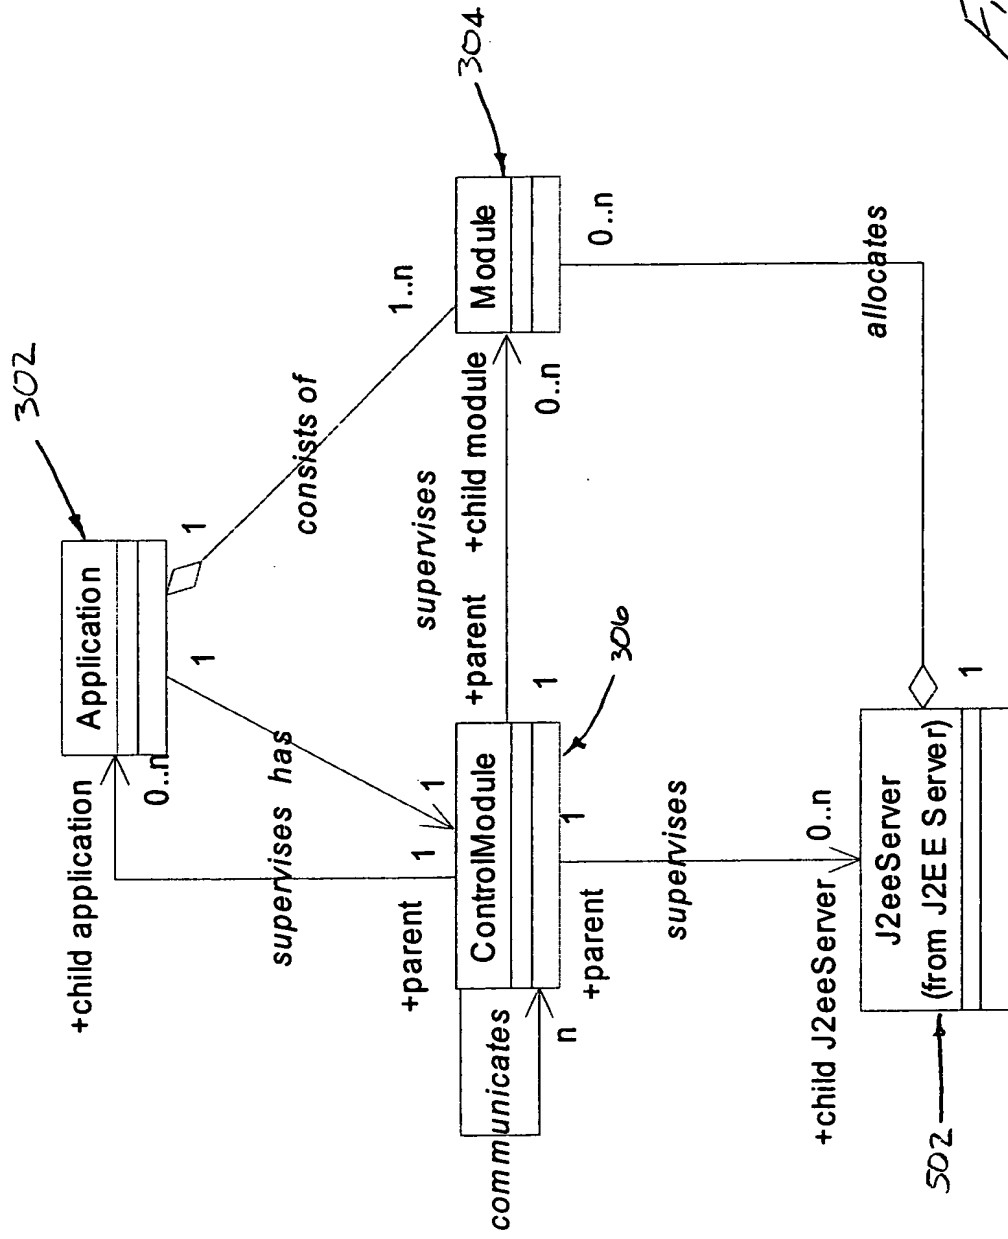 302
Application
+child application
0..n
1
1
supervises
has
consists of
1..n
304
Module
0..n
allocates
supervises
+parent
+child module
1
0..n
306
ControlModule
+parent
1
1
communicates
n
+parent
1
supervises
+child J2eeServer
0..n
1
J2eeServer
(from J2EE Server)
502